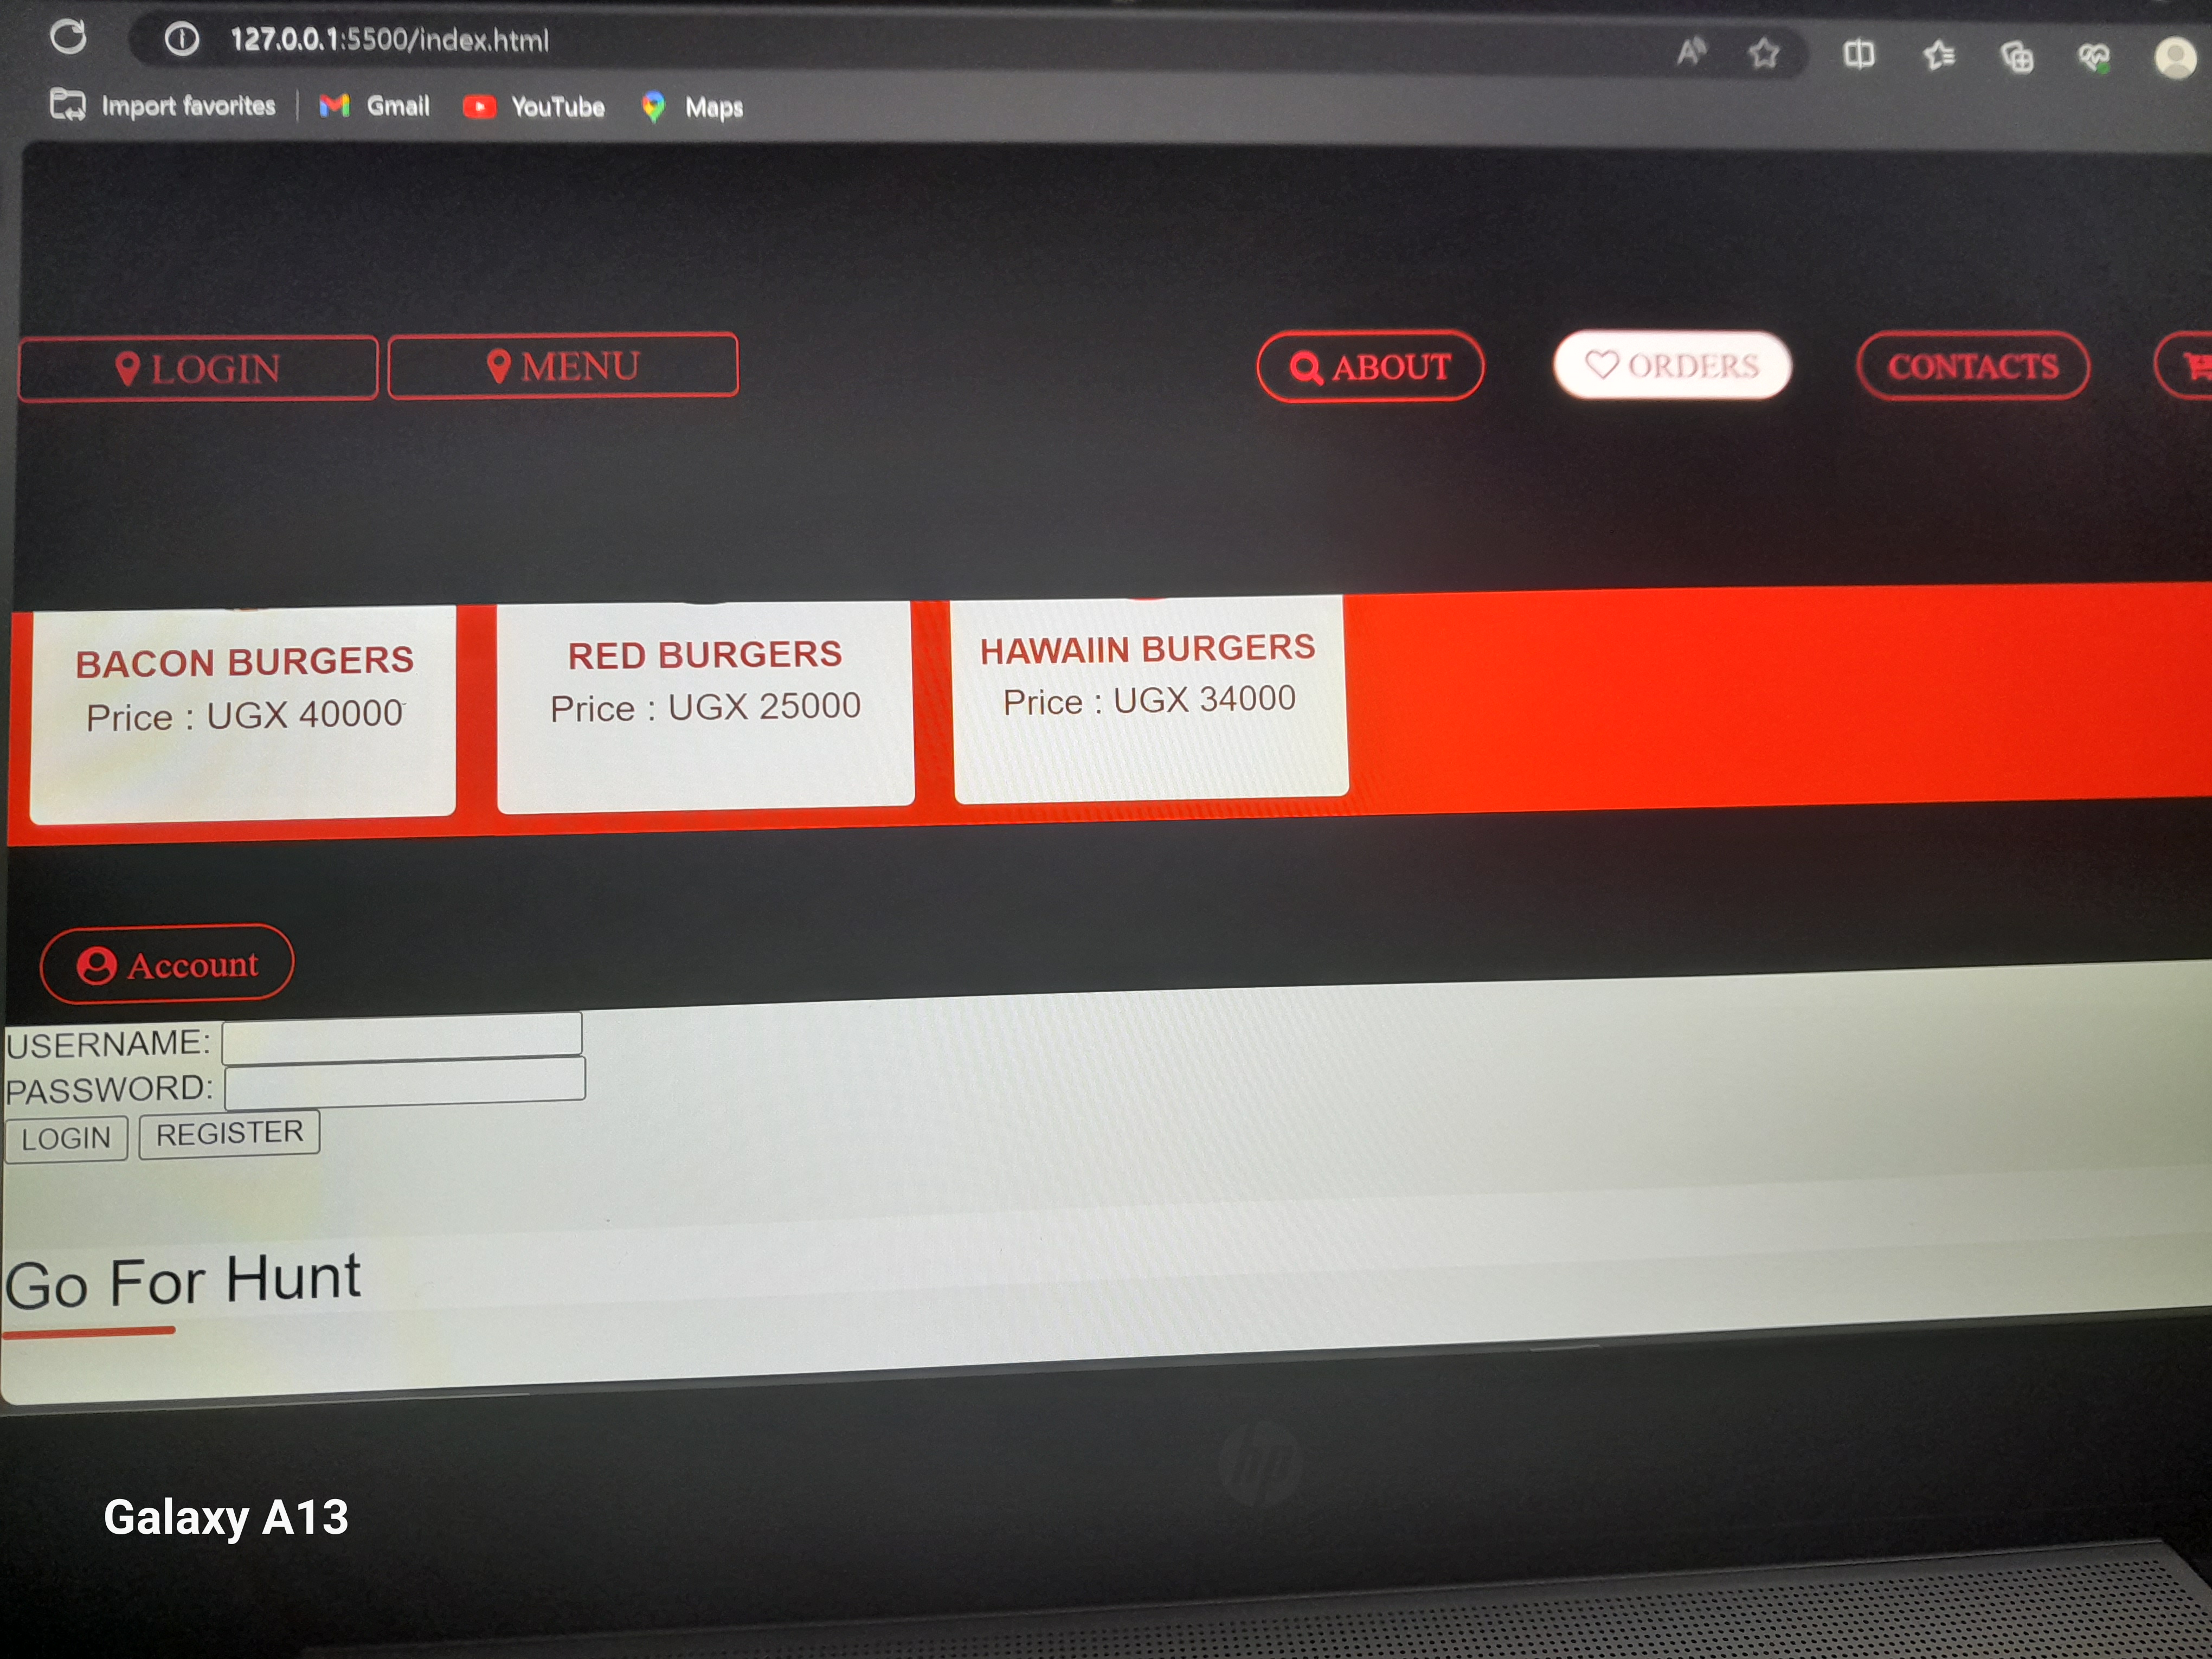 127.0.0.1:5500/index.html
Import favorites Gmail YouTube Maps
LOGIN MENU ABOUT ORDERS CONTACTS
BACON BURGERS RED BURGERS HAWAIIN BURGERS
Price : UGX 40000 Price : UGX 25000 Price : UGX 34000
Account
USERNAME:
PASSWORD:
LOGIN REGISTER
Go For Hunt
hp
Galaxy A13